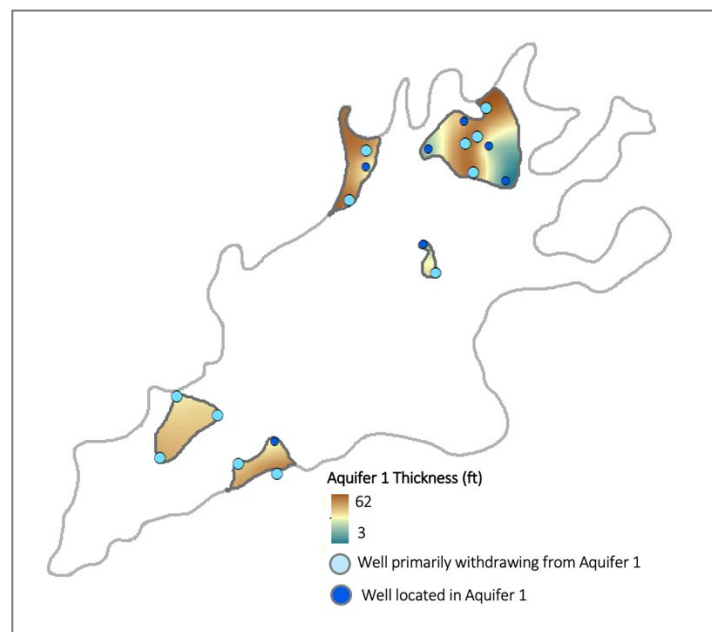 Aquifer 1 Thickness (ft)
62
3
Well primarily withdrawing from Aquifer 1
Well located in Aquifer 1